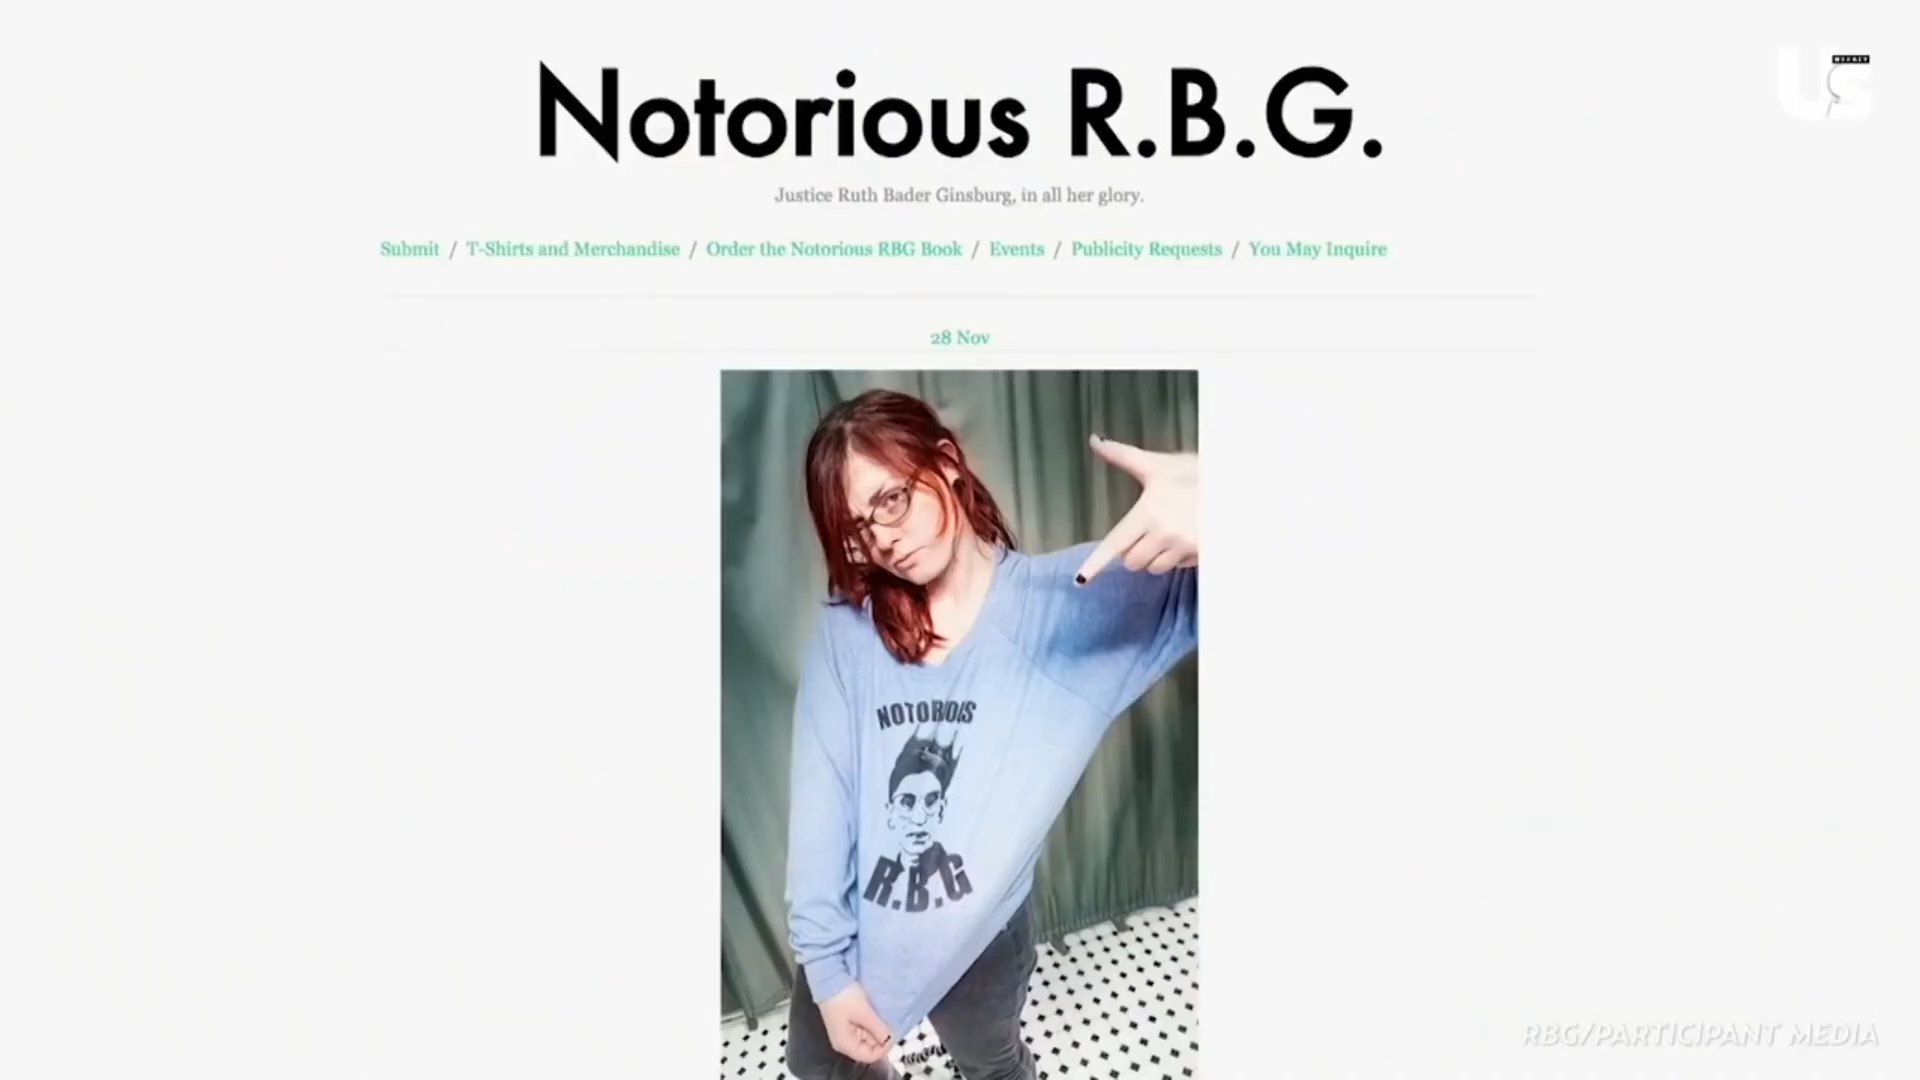 Notorious R.B.G.
WEEKLY
Us
Justice Ruth Bader Ginsburg, in all her glory.
Submit / T-Shirts and Merchandise / Order the Notorious RBG Book / Events / Publicity Requests / You May Inquire
28 Nov
NOTORIOUS
R.B.G
RBG/PARTICIPANT MEDIA